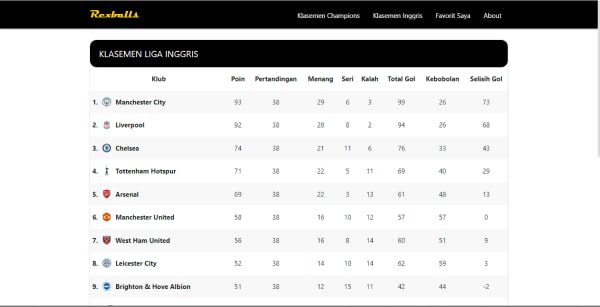 Rexballs Klasemen Champions Klasemen Inggris Favorit Saya About
KLASEMEN LIGA INGGRIS
Klub Poin Pertandingan Menang Seri Kalah Total Gol Kebobolan Selisih Gol
1. Manchester City 93 38 29 6 3 99 26 73
2. Liverpool 92 38 28 8 2 94 26 68
3. Chelsea 74 38 21 11 6 76 33 43
4. Tottenham Hotspur 71 38 22 5 11 69 40 29
5. Arsenal 69 38 22 3 13 61 48 13
6. Manchester United 58 38 16 10 12 57 57 0
7. West Ham United 56 38 16 8 14 60 51 9
8. Leicester City 52 38 14 10 14 62 59 3
9. Brighton & Hove Albion 51 38 12 15 11 42 44 -2